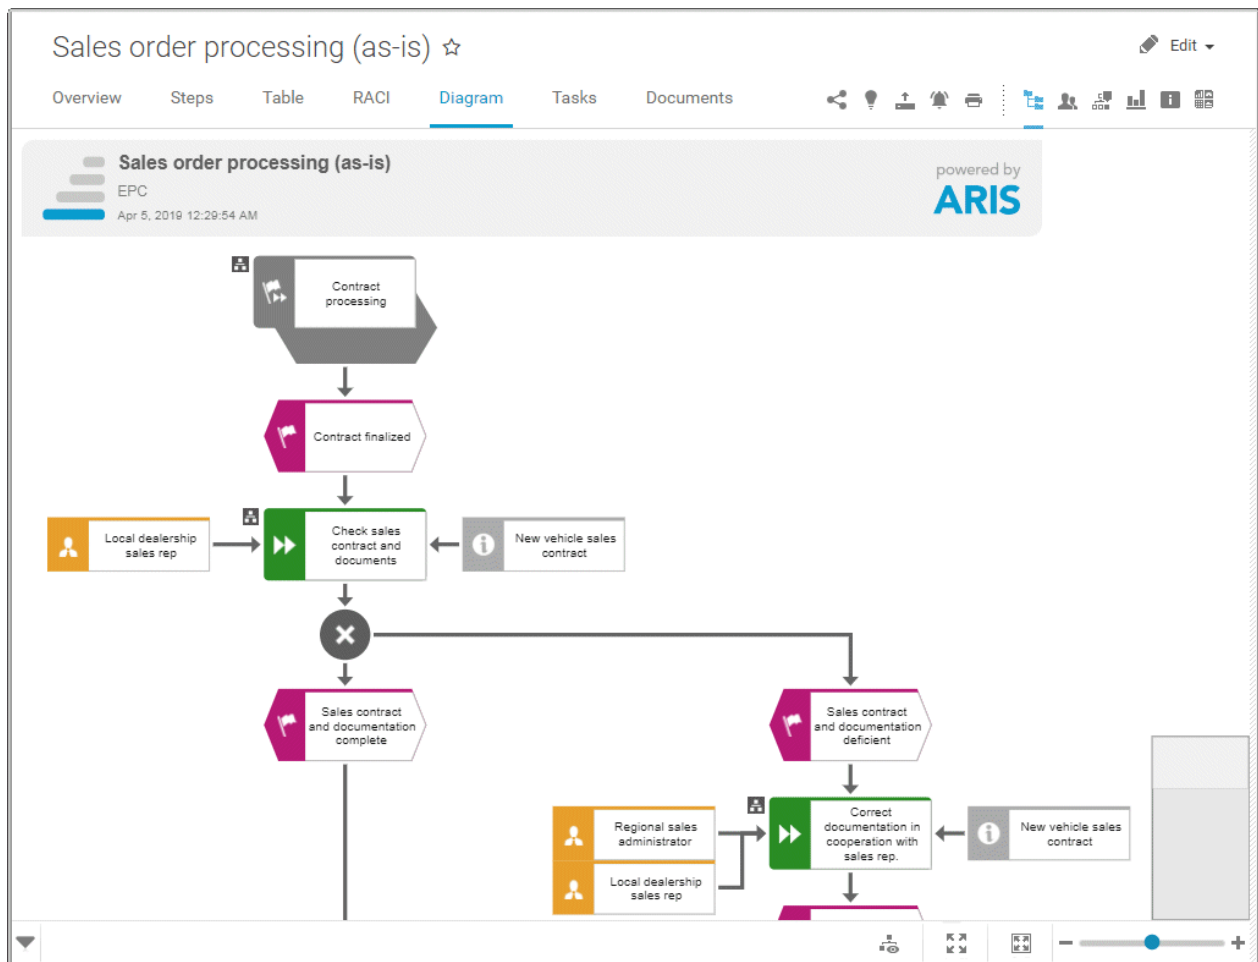 Sales order processing (as-is)
Edit
Overview
Steps
Table
RACI
Diagram
Tasks
Documents
Sales order processing (as-is)
EPC
Apr 5, 2019 12:29:54 AM
powered by
ARIS
Contract
processing
Contract finalized
Local dealership
sales rep
Check sales
contract and
documents
New vehicle sales
contract
Sales contract
and documentation
complete
Sales contract
and documentation
deficient
Regional sales
administrator
Local dealership
sales rep
Correct
documentation in
cooperation with
sales rep.
New vehicle sales
contract